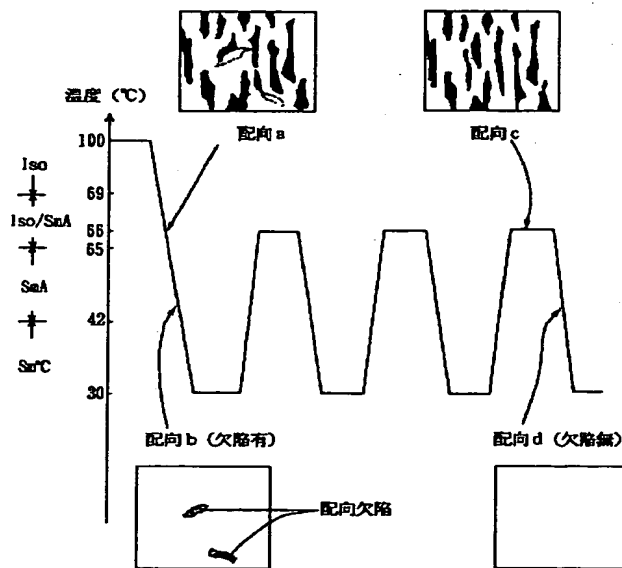 温度 (℃)
配向a
配向c
100
Iso
69
Iso/SmA
66
65
SmA
42
Sm*C
30
配向b (欠陥有)
配向d (欠陥無)
配向欠陥